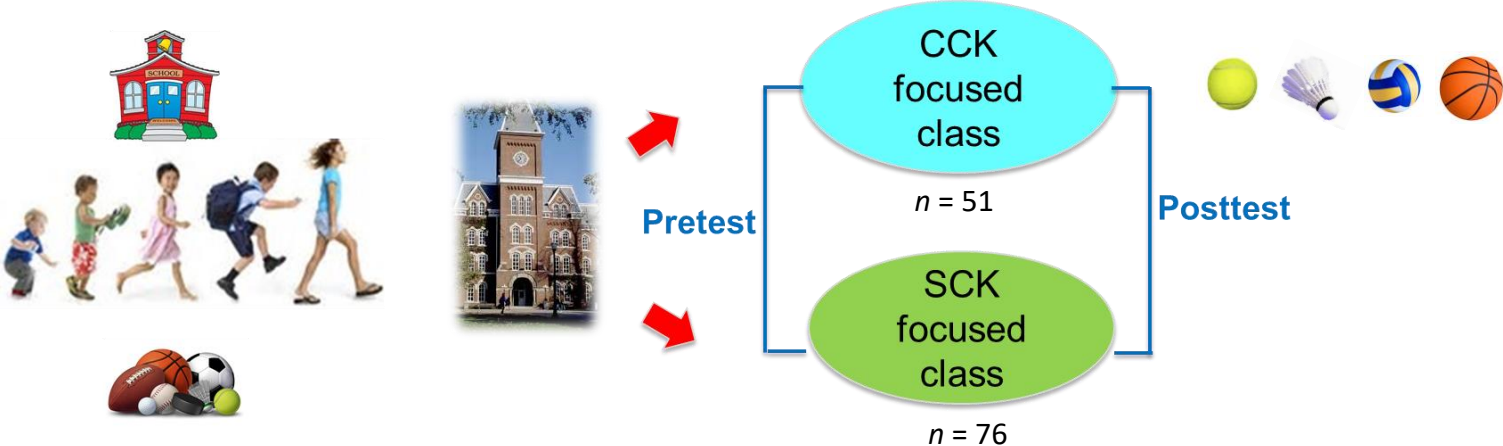 SCHOOL
CCK
focused
class
n = 51
Pretest
Posttest
SCK
focused
class
n = 76